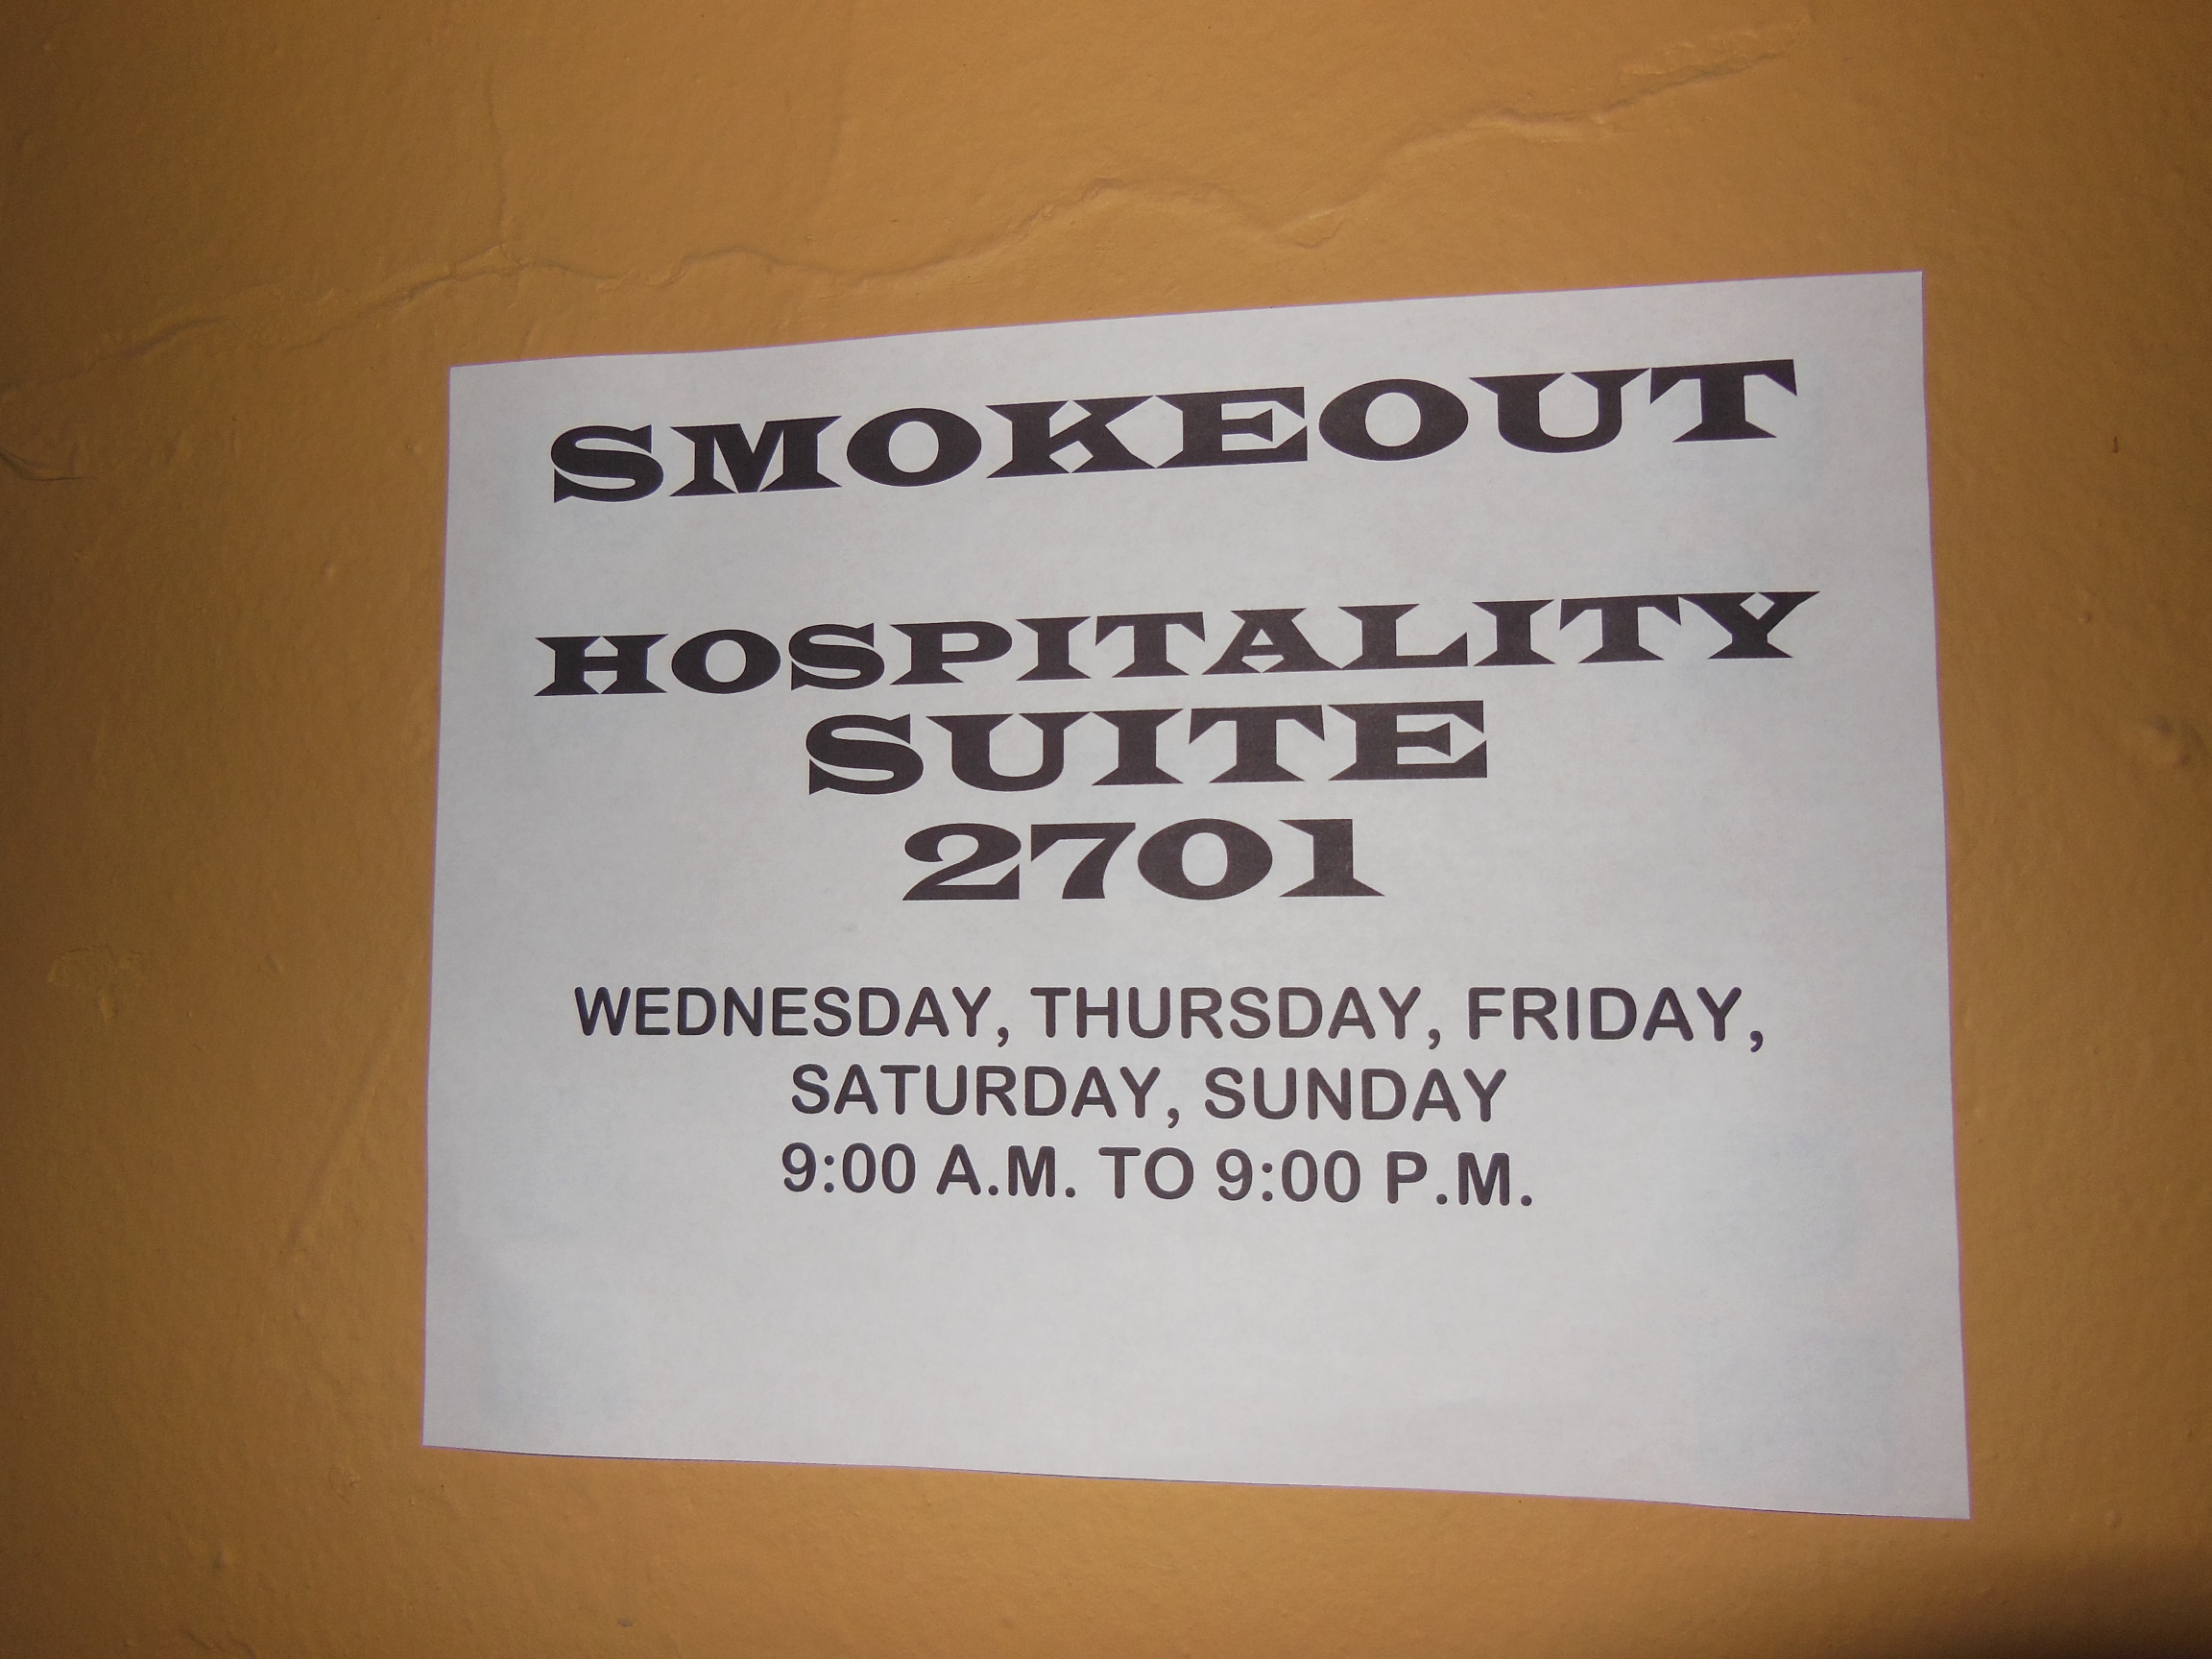 SMOKEOUT
HOSPITALITY
SUITE
2701
WEDNESDAY, THURSDAY, FRIDAY,
SATURDAY, SUNDAY
9:00 A.M. TO 9:00 P.M.